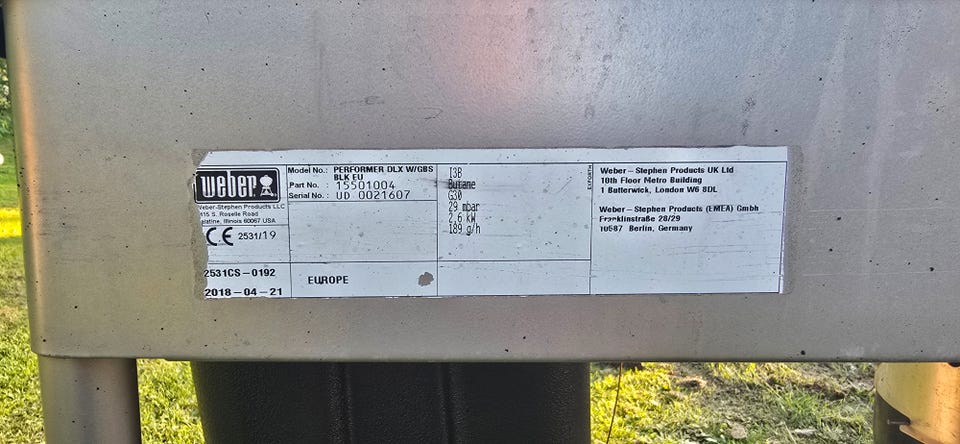 weber
Weber-Stephen Products LLC
415 S. Roselle Road
Palatine, Illinois 60067 USA
CE 2531/19
2531CS-0192
2018-04-21
Model No.: PERFORMER DLX W/GBS
BLK EU
Part No. : 15501004
Serial No.: UD 0021607
EUROPE
I3B
Butane
G30
29 mbar
2,6 kW
189 g/h
Weber-Stephen Products UK Ltd
10th Floor Metro Building
1 Butterwick, London W6 8DL
Weber-Stephen Products (EMEA) GmbH
Franklinstraße 28/29
10587 Berlin, Germany